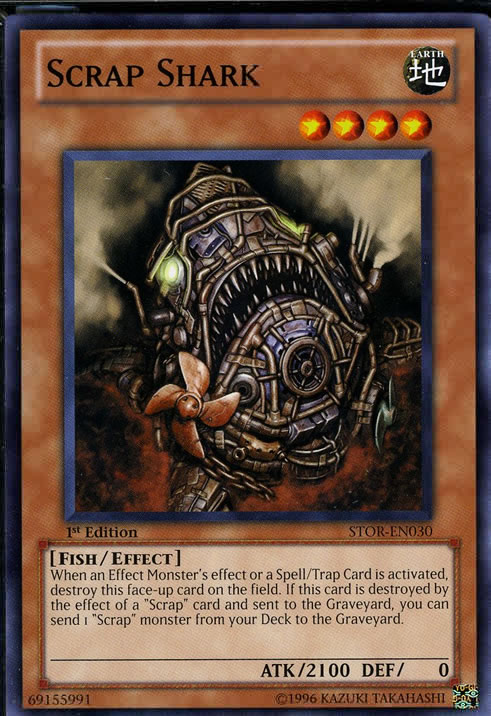 SCRAP SHARK
EARTH
地
1st Edition
STOR-EN030
[FISH/EFFECT]
When an Effect Monster's effect or a Spell/Trap Card is activated,
destroy this face-up card on the field. If this card is destroyed by
the effect of a "Scrap" card and sent to the Graveyard, you can
send 1 "Scrap" monster from your Deck to the Graveyard.
ATK/2100 DEF/ 0
69155991
©1996 KAZUKI TAKAHASHI